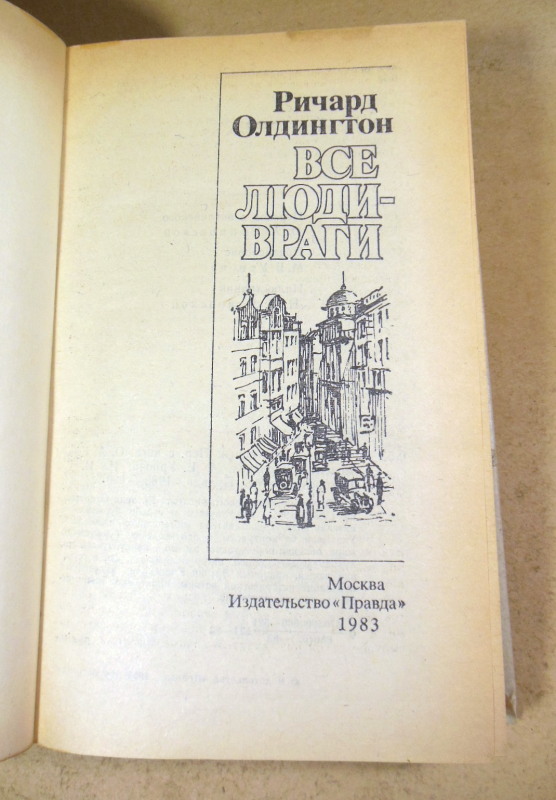 Ричард
Олдингтон
ВСЕ
ЛЮДИ-
ВРАГИ
Москва
Издательство «Правда»
1983